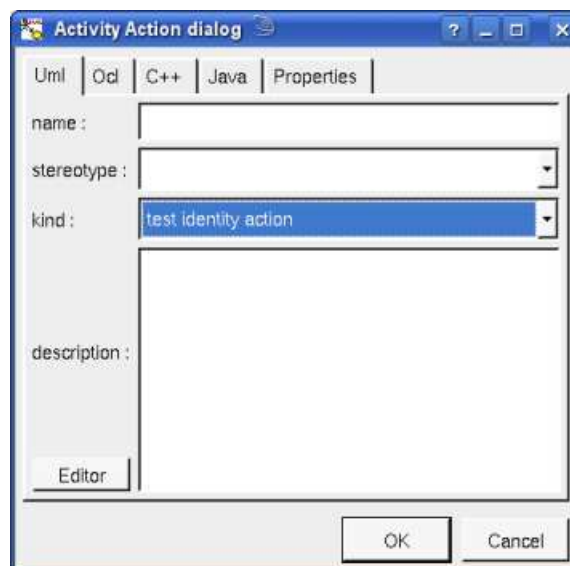 Activity Action dialog
Uml Ocl C++ Java Properties
name :
stereotype :
kind : test identity action
description :
Editor
OK Cancel